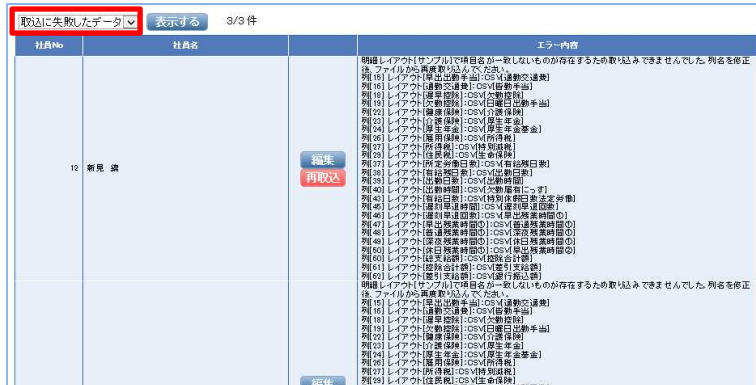 取込に失敗したデータ
表示する
3/3 件
社員No
社員名
エラー内容
12
新見 鏡
編集
再取込
明細レイアウト[サンプル]で項目名が一致しないものが存在するため取り込みできませんでした。列名を修正
後、ファイルから再度取り込んでください。
列[15] レイアウト[早出出勤手当]:CSV[通勤交通費]
列[16] レイアウト[通勤交通費]:CSV[皆勤手当]
列[18] レイアウト[遅早控除]:CSV[欠勤控除]
列[19] レイアウト[欠勤控除]:CSV[日曜日出勤手当]
列[22] レイアウト[健康保険]:CSV[介護保険]
列[23] レイアウト[介護保険]:CSV[厚生年金]
列[24] レイアウト[厚生年金]:CSV[厚生年金基金]
列[26] レイアウト[雇用保険]:CSV[所得税]
列[27] レイアウト[所得税]:CSV[特別減税]
列[29] レイアウト[住民税]:CSV[生命保険]
列[37] レイアウト[所定労働日数]:CSV[有給残日数]
列[38] レイアウト[有給残日数]:CSV[出勤日数]
列[39] レイアウト[出勤日数]:CSV[出勤時間]
列[40] レイアウト[出勤時間]:CSV[欠勤届有にっす]
列[43] レイアウト[有給日数]:CSV[特別休暇日数法定労働]
列[45] レイアウト[遅刻早退時間]:CSV[遅刻早退回数]
列[46] レイアウト[遅刻早退回数]:CSV[早出残業時間①]
列[47] レイアウト[早出残業時間①]:CSV[普通残業時間①]
列[48] レイアウト[普通残業時間①]:CSV[深夜残業時間①]
列[49] レイアウト[深夜残業時間①]:CSV[休日残業時間①]
列[50] レイアウト[休日残業時間①]:CSV[早出残業時間②]
列[60] レイアウト[総支給額]:CSV[控除合計額]
列[61] レイアウト[控除合計額]:CSV[差引支給額]
列[62] レイアウト[差引支給額]:CSV[銀行振込額]
編集
明細レイアウト[サンプル]で項目名が一致しないものが存在するため取り込みできませんでした。列名を修正
後、ファイルから再度取り込んでください。
列[15] レイアウト[早出出勤手当]:CSV[通勤交通費]
列[16] レイアウト[通勤交通費]:CSV[皆勤手当]
列[18] レイアウト[遅早控除]:CSV[欠勤控除]
列[19] レイアウト[欠勤控除]:CSV[日曜日出勤手当]
列[22] レイアウト[健康保険]:CSV[介護保険]
列[23] レイアウト[介護保険]:CSV[厚生年金]
列[24] レイアウト[厚生年金]:CSV[厚生年金基金]
列[26] レイアウト[雇用保険]:CSV[所得税]
列[27] レイアウト[所得税]:CSV[特別減税]
列[29] レイアウト[住民税]:CSV[生命保険]